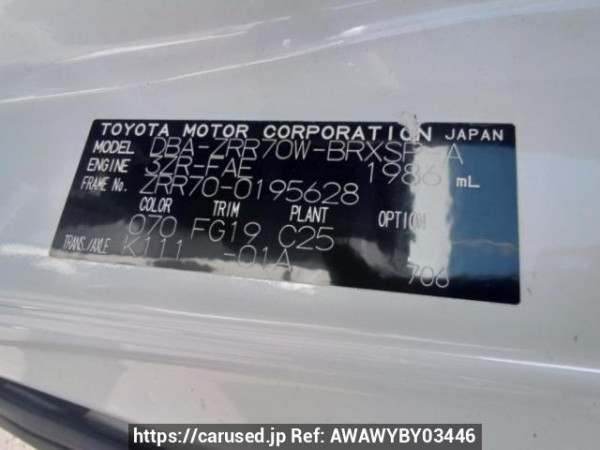 TOYOTA MOTOR CORPORATION JAPAN
MODEL DBA-ZRR70W-BRXSP-A
ENGINE 3ZR-FAE 1986 mL
FRAME No. ZRR70-0195628
COLOR TRIM PLANT OPTION
070 FG19 C25
TRANS./AXLE K111 -01A 706
https://carused.jp Ref: AWAWYBY03446